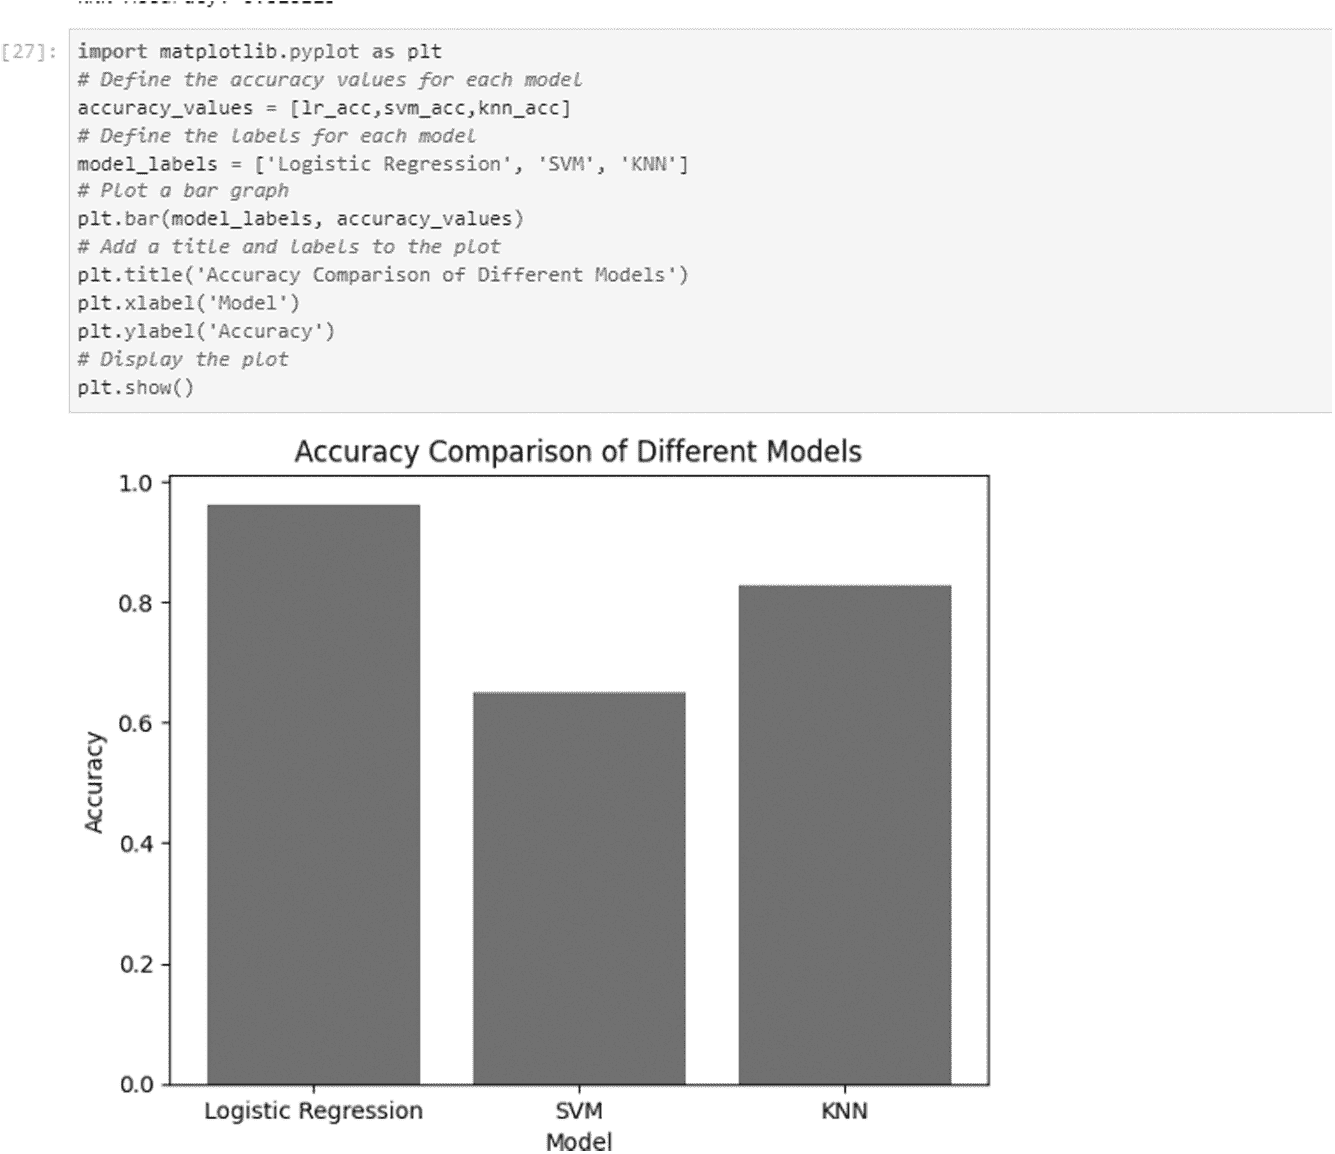 [27]:
import matplotlib.pyplot as plt
# Define the accuracy values for each model
accuracy_values = [lr_acc,svm_acc,knn_acc]
# Define the labels for each model
model_labels = ['Logistic Regression', 'SVM', 'KNN']
# Plot a bar graph
plt.bar(model_labels, accuracy_values)
# Add a title and labels to the plot
plt.title('Accuracy Comparison of Different Models')
plt.xlabel('Model')
plt.ylabel('Accuracy')
# Display the plot
plt.show()
Accuracy Comparison of Different Models
1.0
0.8
0.6
0.4
0.2
0.0
Accuracy
Logistic Regression SVM KNN
Model